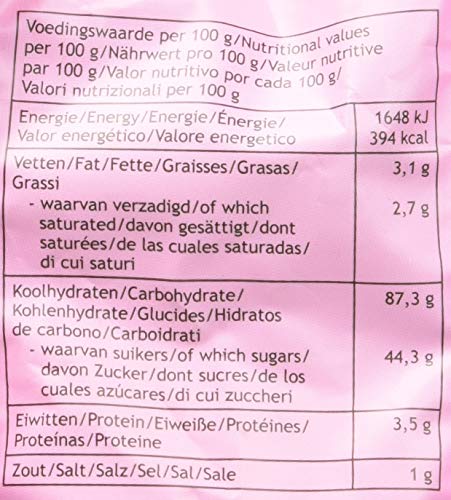 Voedingswaarde per 100 g/Nutritional values
per 100 g/Nährwert pro 100 g/Valeur nutritive
par 100 g/Valor nutritivo por cada 100 g/
Valori nutrizionali per 100 g
Energie/Energy/Energie/Énergie/ 1648 kJ
Valor energético/Valore energetico 394 kcal
Vetten/Fat/Fette/Graisses/Grasas/ 3,1 g
Grassi
- waarvan verzadigd/of which 2,7 g
saturated/davon gesättigt/dont
saturées/de las cuales saturadas/
di cui saturi
Koolhydraten/Carbohydrate/ 87,3 g
Kohlenhydrate/Glucides/Hidratos
de carbono/Carboidrati
- waarvan suikers/of which sugars/ 44,3 g
davon Zucker/dont sucres/de los
cuales azúcares/di cui zuccheri
Eiwitten/Protein/Eiweiße/Protéines/ 3,5 g
Proteínas/Proteine
Zout/Salt/Salz/Sel/Sal/Sale 1 g